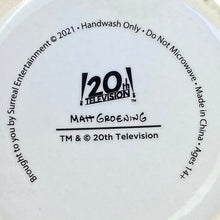 Brought to you by Surreal Entertainment © 2021 • Handwash Only • Do Not Microwave • Made in China • Ages 14+
20th
TELEVISION
MATT GROENING
TM & © 20th Television